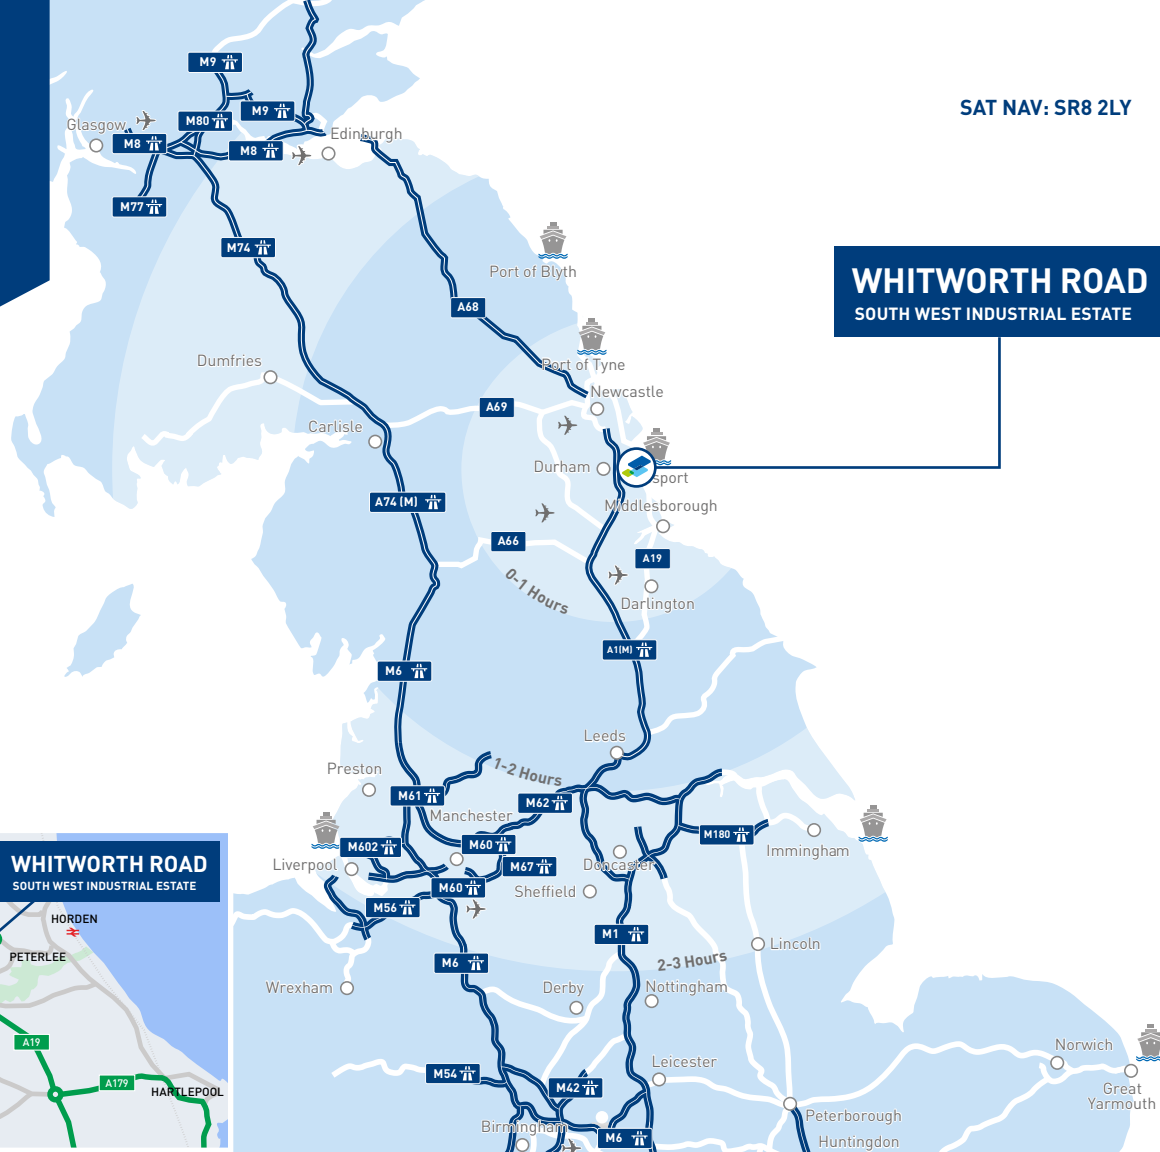 M9
M9
SAT NAV: SR8 2LY
Glasgow
M80
M8
M8
Edinburgh
M77
M74
WHITWORTH ROAD
SOUTH WEST INDUSTRIAL ESTATE
Port of Blyth
A68
Port of Tyne
Dumfries
Newcastle
A69
Carlisle
Durham
sport
A74 (M)
Middlesborough
A66
A19
0-1 Hours
Darlington
A1(M)
M6
Leeds
1-2 Hours
Preston
M61
M62
Manchester
M180
M602
M60
Immingham
Liverpool
M67
Doncaster
M60
Sheffield
M56
M1
Lincoln
2-3 Hours
M6
Wrexham
Derby
Nottingham
Norwich
Leicester
M54
M42
Great
Yarmouth
Peterborough
Birmingham
M6
Huntingdon
WHITWORTH ROAD
SOUTH WEST INDUSTRIAL ESTATE
HORDEN
PETERLEE
A19
A179
HARTLEPOOL